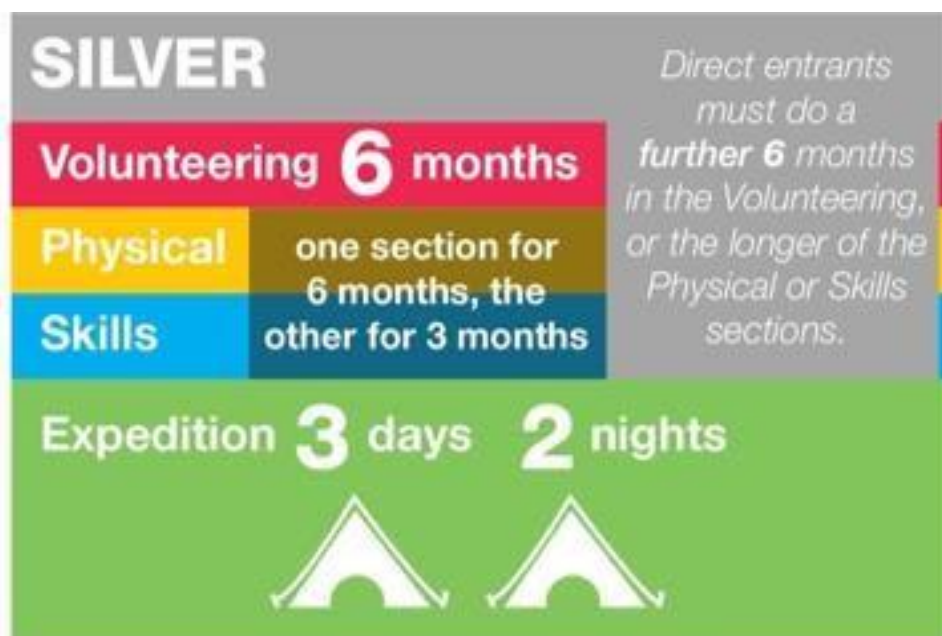 SILVER
Volunteering 6 months
Physical
Skills
one section for
6 months, the
other for 3 months
Direct entrants
must do a
further 6 months
in the Volunteering,
or the longer of the
Physical or Skills
sections.
Expedition 3 days 2 nights